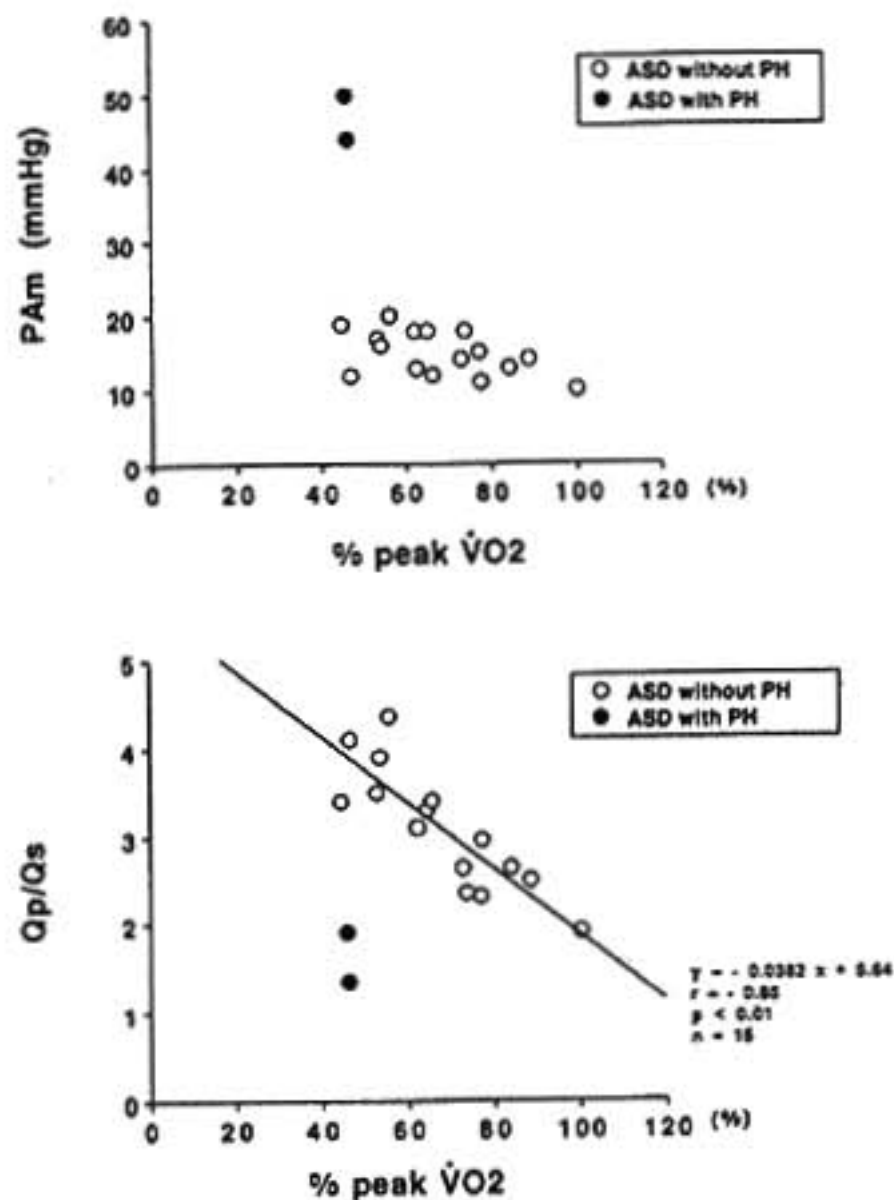 60
50
40
30
20
10
0
PAm (mmHg)
ASD without PH
ASD with PH
0 20 40 60 80 100 120 (%)
% peak V̇O2
5
4
3
2
1
0
Qp/Qs
ASD without PH
ASD with PH
r = - 0.85
p < 0.01
0 20 40 60 80 100 120 (%)
% peak V̇O2